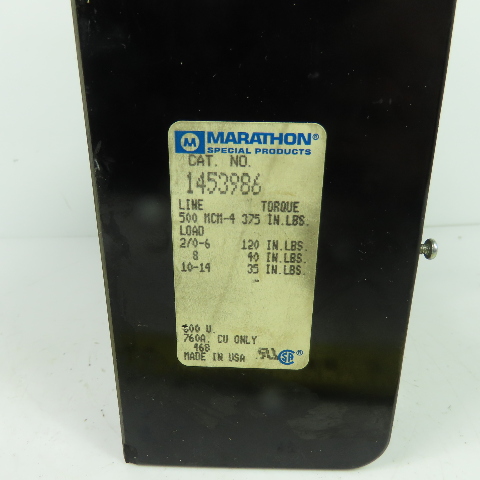 M MARATHON®
SPECIAL PRODUCTS
CAT. NO.
1453986
LINE TORQUE
500 MCM-4 375 IN.LBS.
LOAD
2/0-6 120 IN.LBS.
8 40 IN.LBS.
10-14 35 IN.LBS.
600 V
760A. CU ONLY
468
MADE IN USA